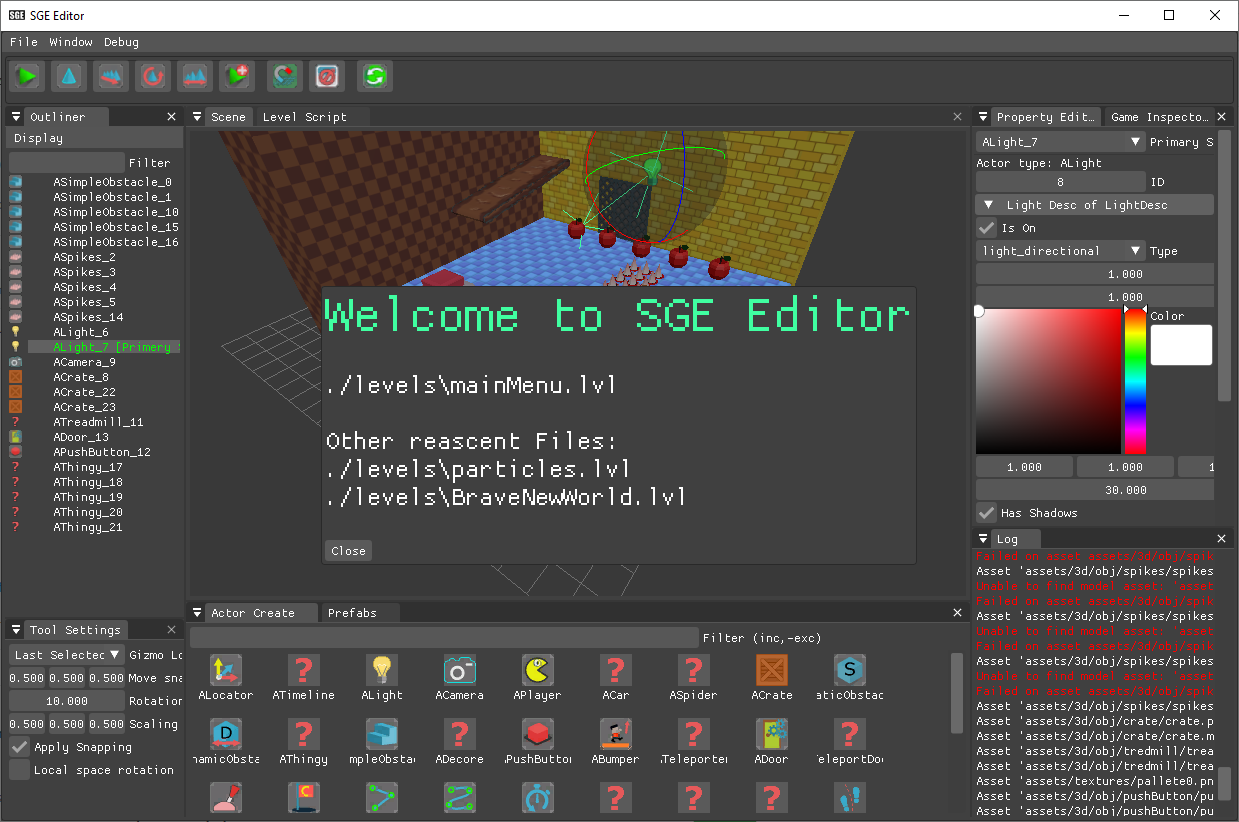 SGE SGE Editor
File Window Debug
Outliner
Display
Filter
ASimpleObstacle_0
ASimpleObstacle_1
ASimpleObstacle_10
ASimpleObstacle_15
ASimpleObstacle_16
ASpikes_2
ASpikes_3
ASpikes_4
ASpikes_5
ASpikes_14
ALight_6
ALight_7 [Primery
ACamera_9
ACrate_8
ACrate_22
ACrate_23
ATreadmill_11
ADoor_13
APushButton_12
AThingy_17
AThingy_18
AThingy_19
AThingy_20
AThingy_21
Tool Settings
Last Selected Gizmo Lo
0.500 0.500 0.500 Move sna
10.000 Rotation
0.500 0.500 0.500 Scaling
Apply Snapping
Local space rotation
Scene Level Script
Welcome to SGE Editor
./levels\mainMenu.lvl
Other reascent Files:
./levels\particles.lvl
./levels\BraveNewWorld.lvl
Close
Actor Create Prefabs
Filter (inc,-exc)
ALocator ATimeline ALight ACamera APlayer ACar ASpider ACrate aticObstac
namicObsta AThingy mpleObstac ADecore .PushButton ABumper .Teleporter ADoor eleportDoo
Property Edit… Game Inspecto…
ALight_7 Primary S
Actor type: ALight
8 ID
Light Desc of LightDesc
Is On
light_directional Type
1.000
1.000
Color
1.000 1.000 1
30.000
Has Shadows
Log
Failed on asset assets/3d/obj/spik
Asset 'assets/3d/obj/spikes/spikes
Unable to find model asset: 'asset
Failed on asset assets/3d/obj/spik
Asset 'assets/3d/obj/spikes/spikes
Unable to find model asset: 'asset
Failed on asset assets/3d/obj/spik
Asset 'assets/3d/obj/spikes/spikes
Unable to find model asset: 'asset
Failed on asset assets/3d/obj/spik
Asset 'assets/3d/obj/spikes/spikes
Asset 'assets/3d/obj/crate/crate.p
Asset 'assets/3d/obj/crate/crate.m
Asset 'assets/3d/obj/tredmill/trea
Asset 'assets/3d/obj/tredmill/trea
Asset 'assets/textures/pallete0.pn
Asset 'assets/3d/obj/pushButton/pu
Asset 'assets/3d/obj/pushButton/pu